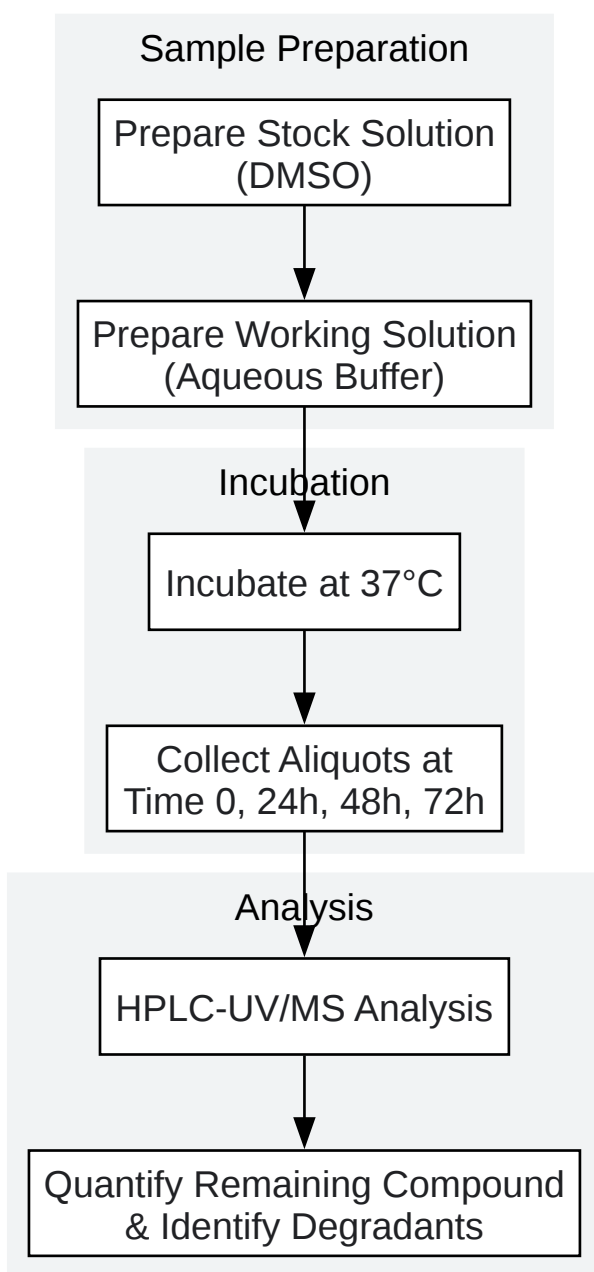 Sample Preparation
Prepare Stock Solution
(DMSO)
Prepare Working Solution
(Aqueous Buffer)
Incubation
Incubate at 37°C
Collect Aliquots at
Time 0, 24h, 48h, 72h
Analysis
HPLC-UV/MS Analysis
Quantify Remaining Compound
& Identify Degradants